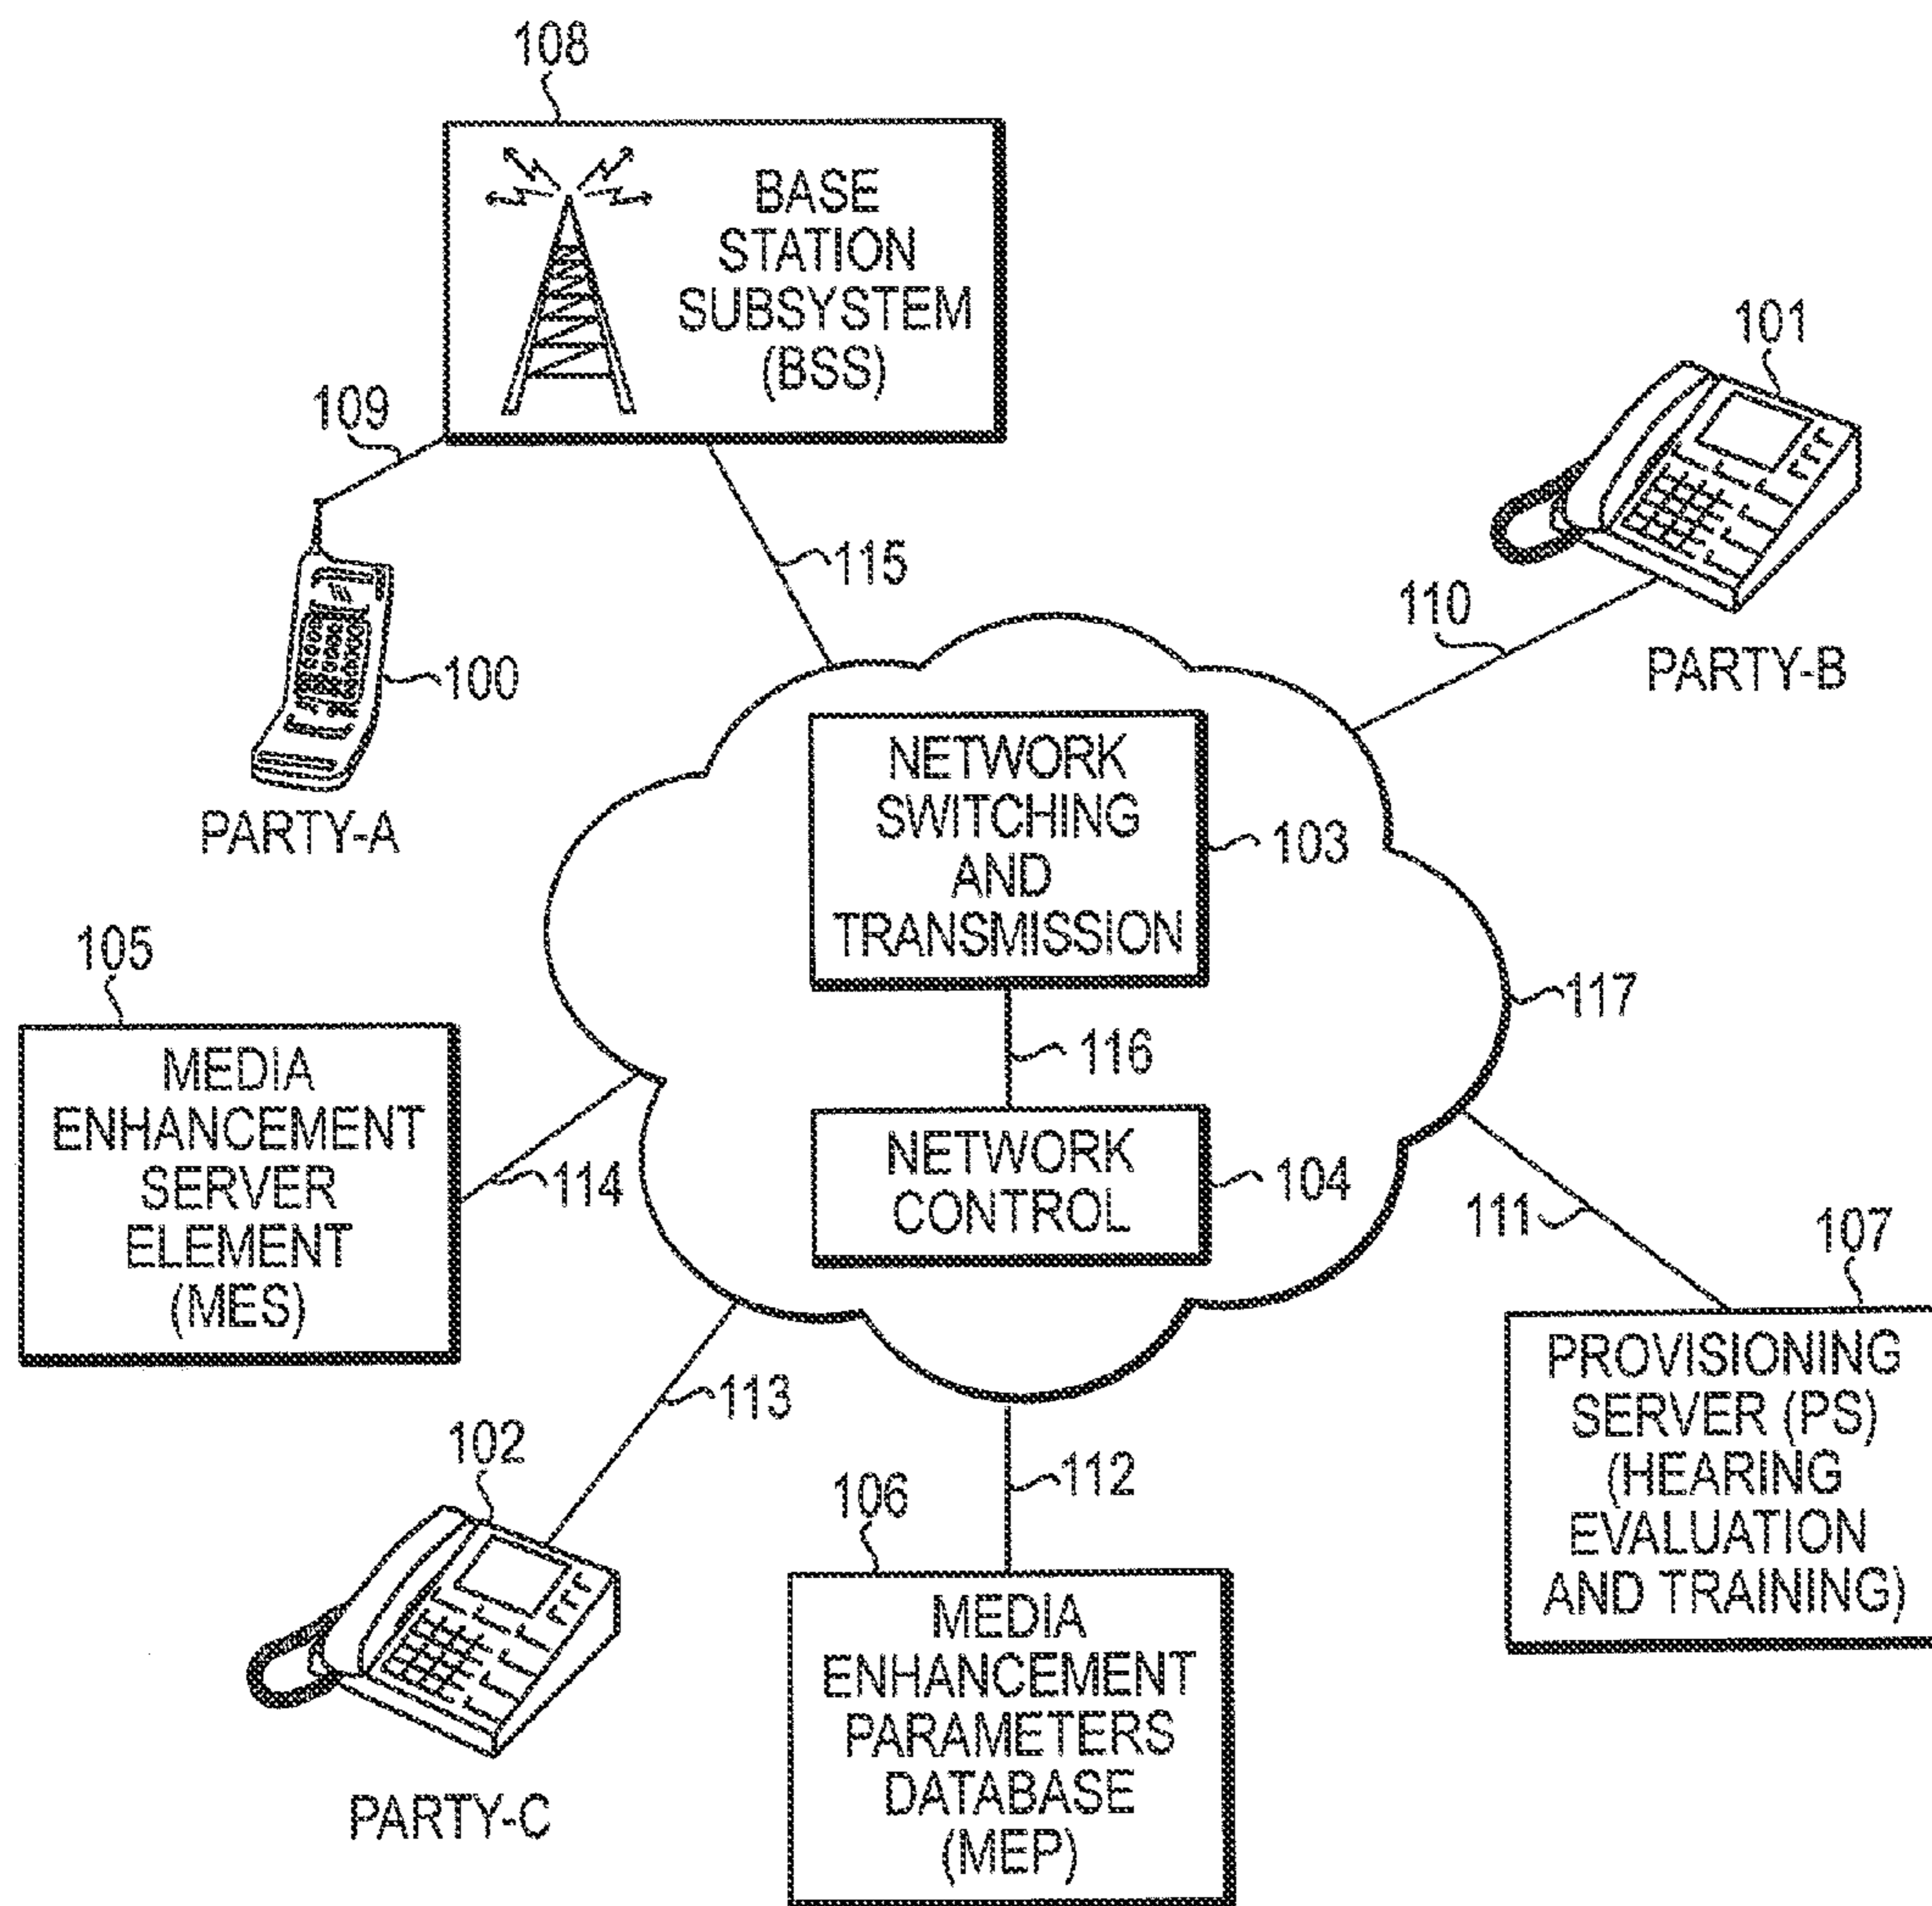 108
BASE
STATION
SUBSYSTEM
(BSS)
109
115
100
PARTY-A
101
110
PARTY-B
NETWORK
SWITCHING
AND
TRANSMISSION
103
116
NETWORK
CONTROL
104
117
105
MEDIA
ENHANCEMENT
SERVER
ELEMENT
(MES)
114
111
107
PROVISIONING
SERVER (PS)
(HEARING
EVALUATION
AND TRAINING)
113
102
PARTY-C
112
106
MEDIA
ENHANCEMENT
PARAMETERS
DATABASE
(MEP)